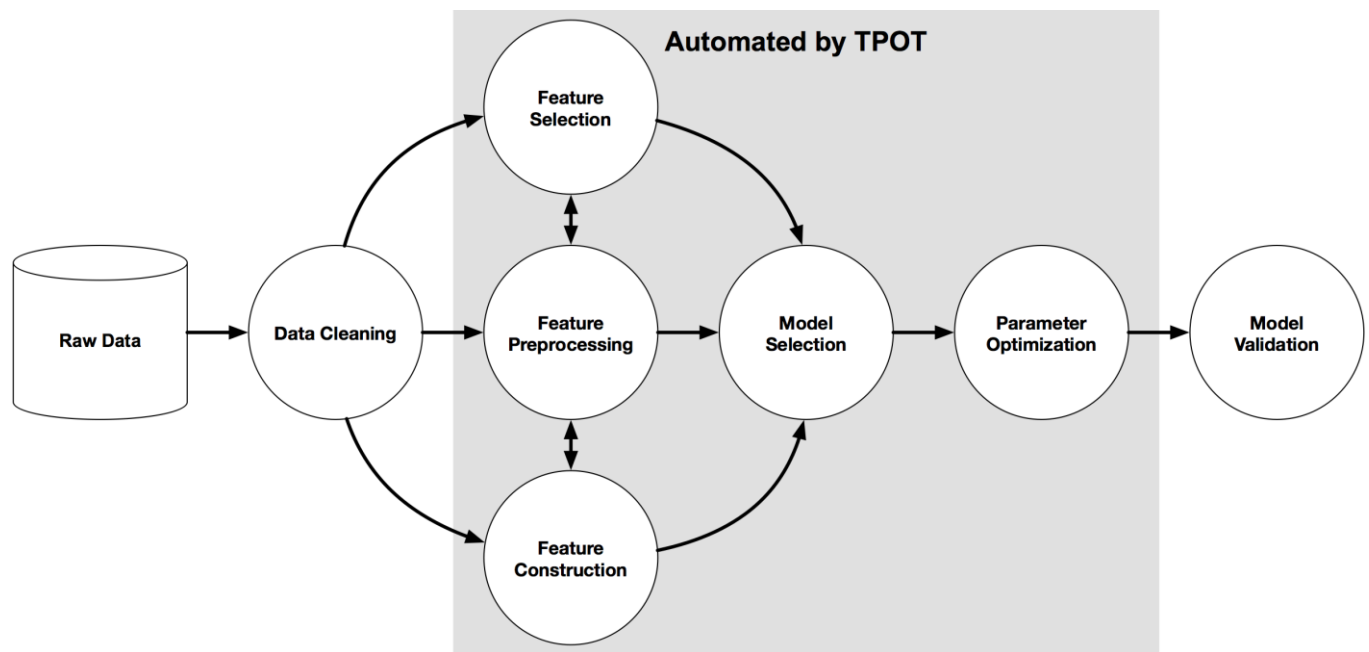 Automated by TPOT
Raw Data
Data Cleaning
Feature
Selection
Feature
Preprocessing
Feature
Construction
Model
Selection
Parameter
Optimization
Model
Validation